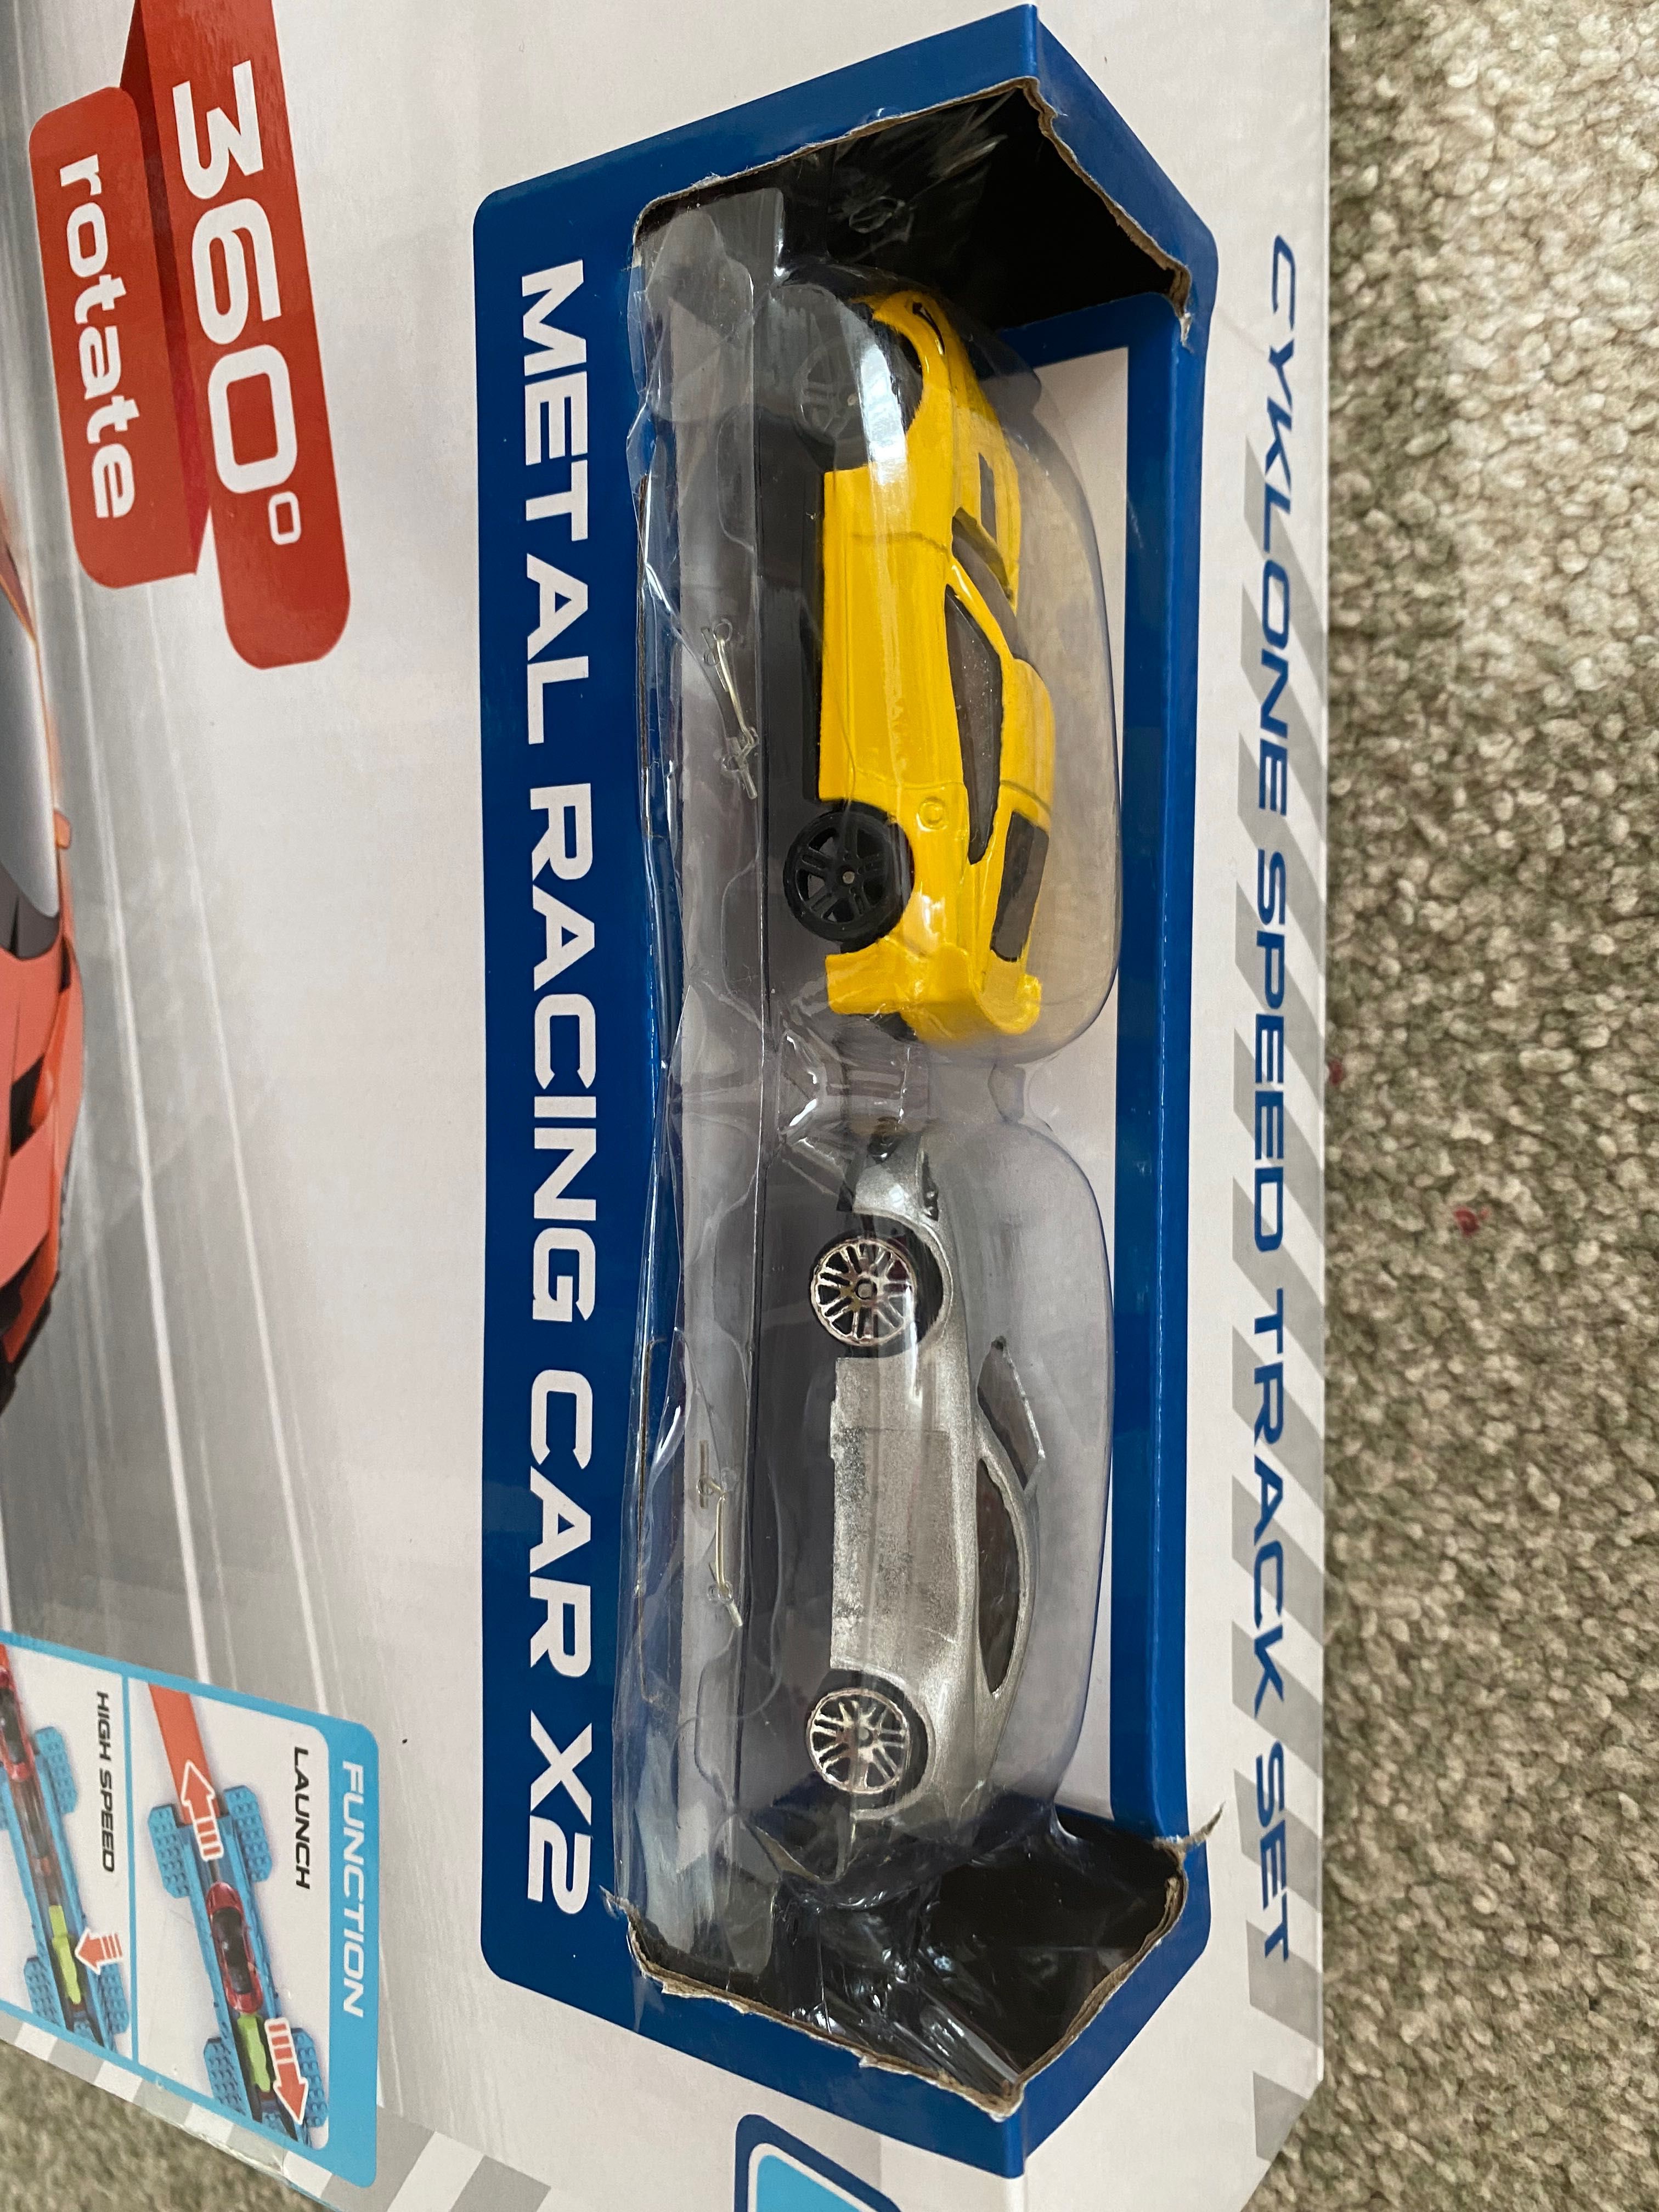 CYKLONE SPEED TRACK SET
METAL RACING CAR X2
360°
rotate
FUNCTION
LAUNCH
HIGH SPEED